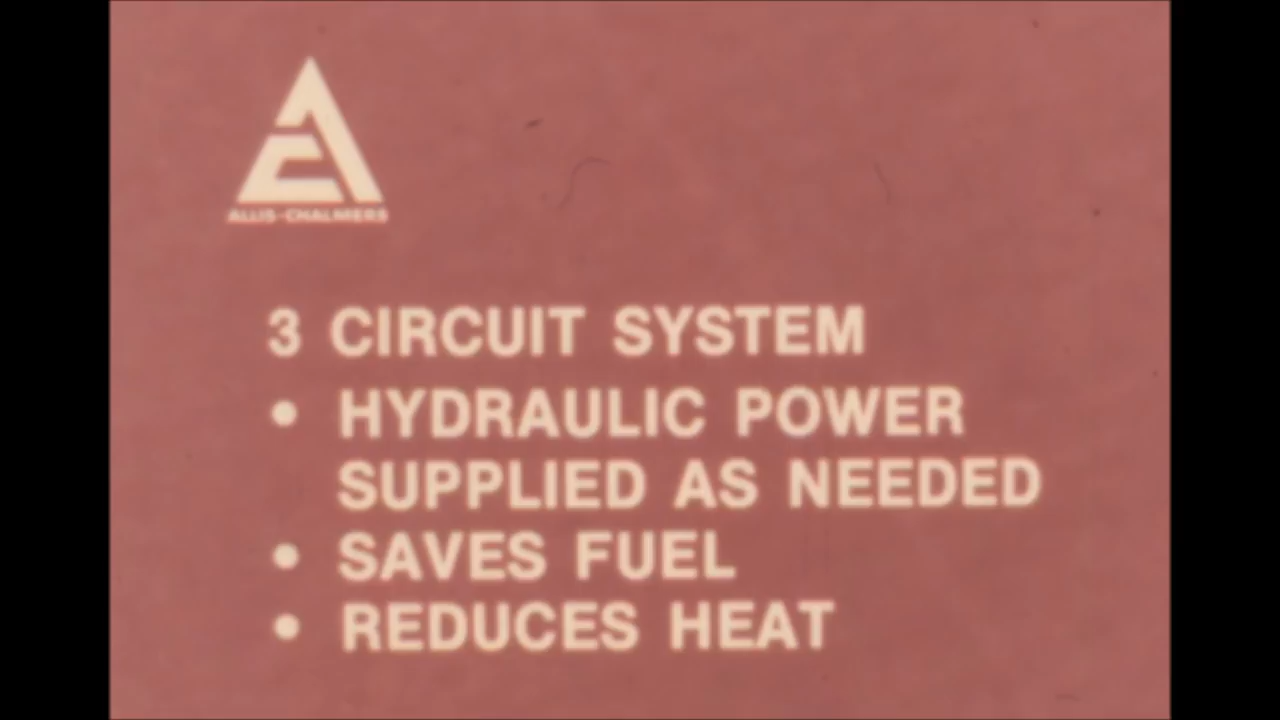 ALLIS-CHALMERS
3 CIRCUIT SYSTEM
• HYDRAULIC POWER
SUPPLIED AS NEEDED
• SAVES FUEL
• REDUCES HEAT